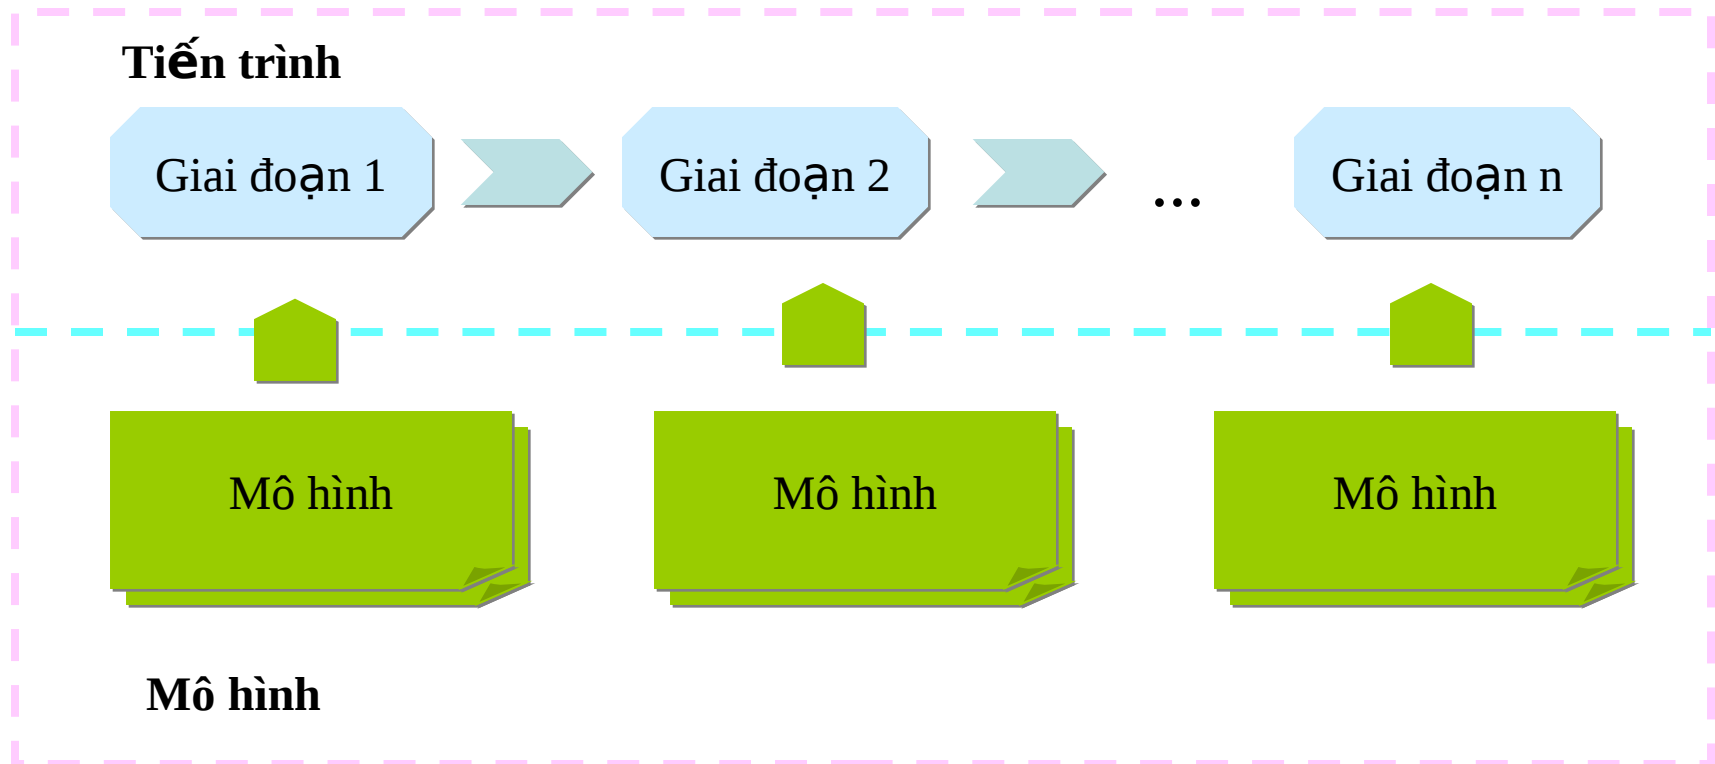 Tiến trình
Giai đoạn 1
Giai đoạn 2
...
Giai đoạn n
Mô hình
Mô hình
Mô hình
Mô hình